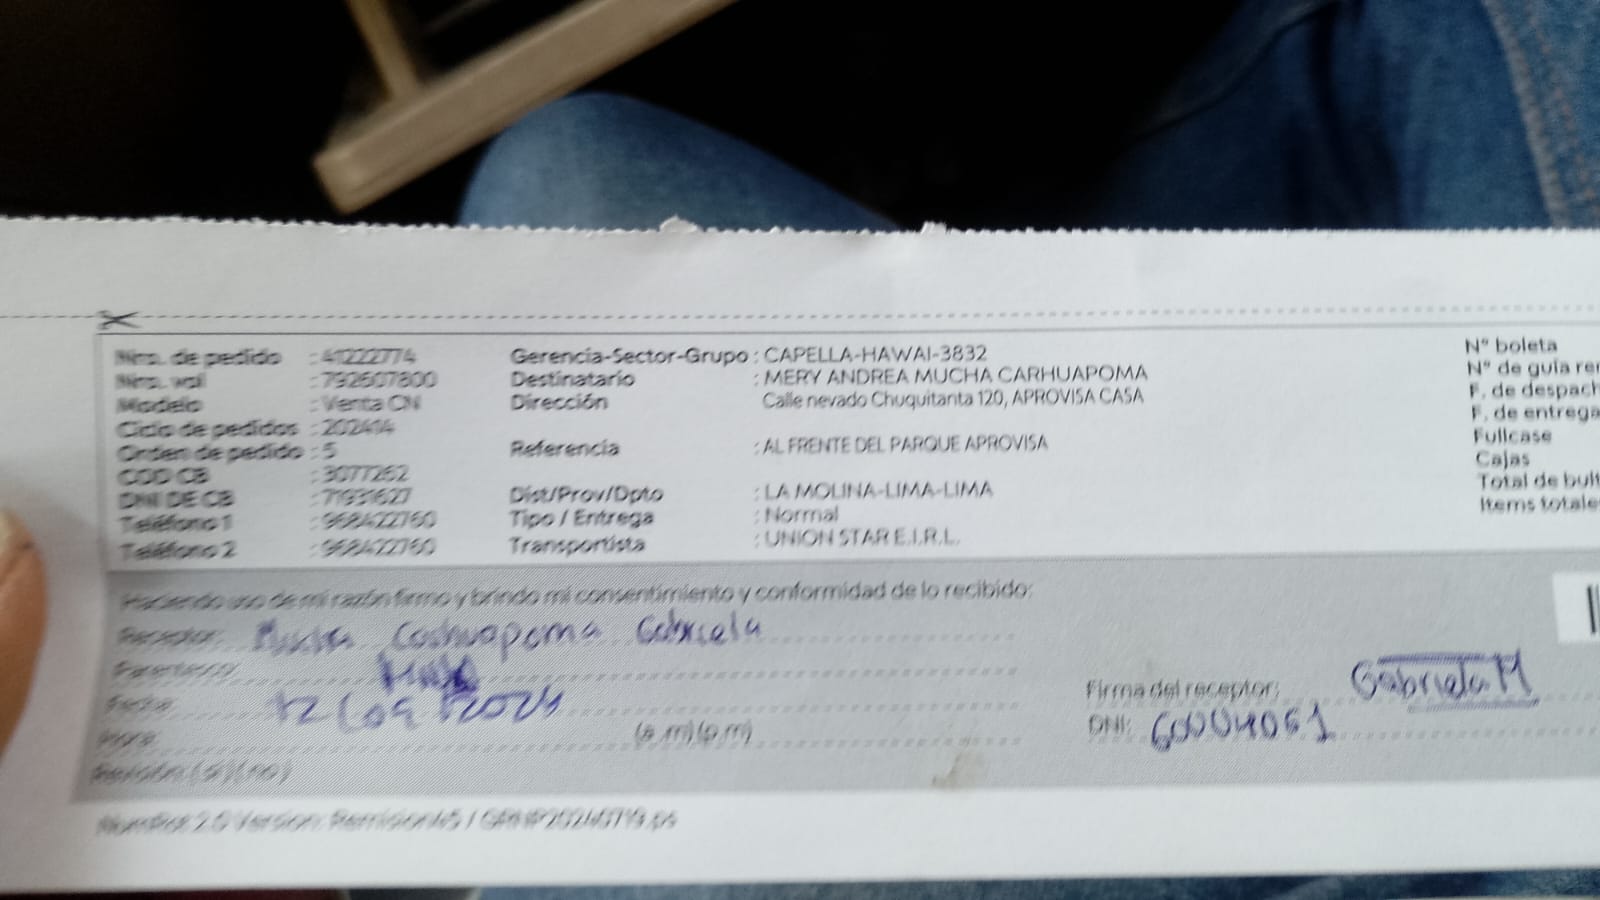 Nro. de pedido : 41222774 Gerencia-Sector-Grupo : CAPELLA-HAWAI-3832 N° boleta
Nro. wal : 792607800 Destinatario : MERY ANDREA MUCHA CARHUAPOMA N° de guía rer
Modelo : Venta CN Dirección Calle nevado Chuquitanta 120, APROVISA CASA F. de despach
Ciclo de pedidos : 202414 F. de entrega
Orden de pedido : 5 Referencia : AL FRENTE DEL PARQUE APROVISA Fullcase
COD CB : 3077262 Cajas
DNI DE CB : 71931627 Dist/Prov/Dpto : LA MOLINA-LIMA-LIMA Total de bult
Teléfono 1 : 968422760 Tipo / Entrega : Normal Items totale
Teléfono 2 : 968422760 Transportista : UNION STAR E.I.R.L.
Haciendo uso de mi razón firmo y brindo mi consentimiento y conformidad de lo recibido:
Receptor: Gabriela
Parentesco:
Fecha: 12/09/2024 Firma del receptor: Gabriela M
Hora: (a.m)(p.m) DNI: 60004061
Revisión (si)(no)